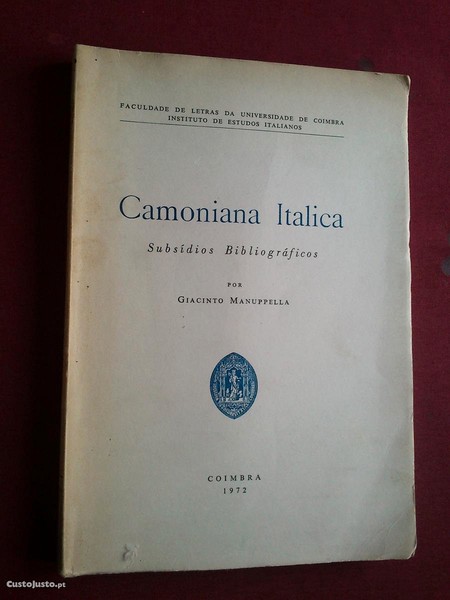 FACULDADE DE LETRAS DA UNIVERSIDADE DE COIMBRA
INSTITUTO DE ESTUDOS ITALIANOS
Camoniana Italica
Subsídios Bibliográficos
POR
GIACINTO MANUPPELLA
COIMBRA
1972
CustoJusto.pt